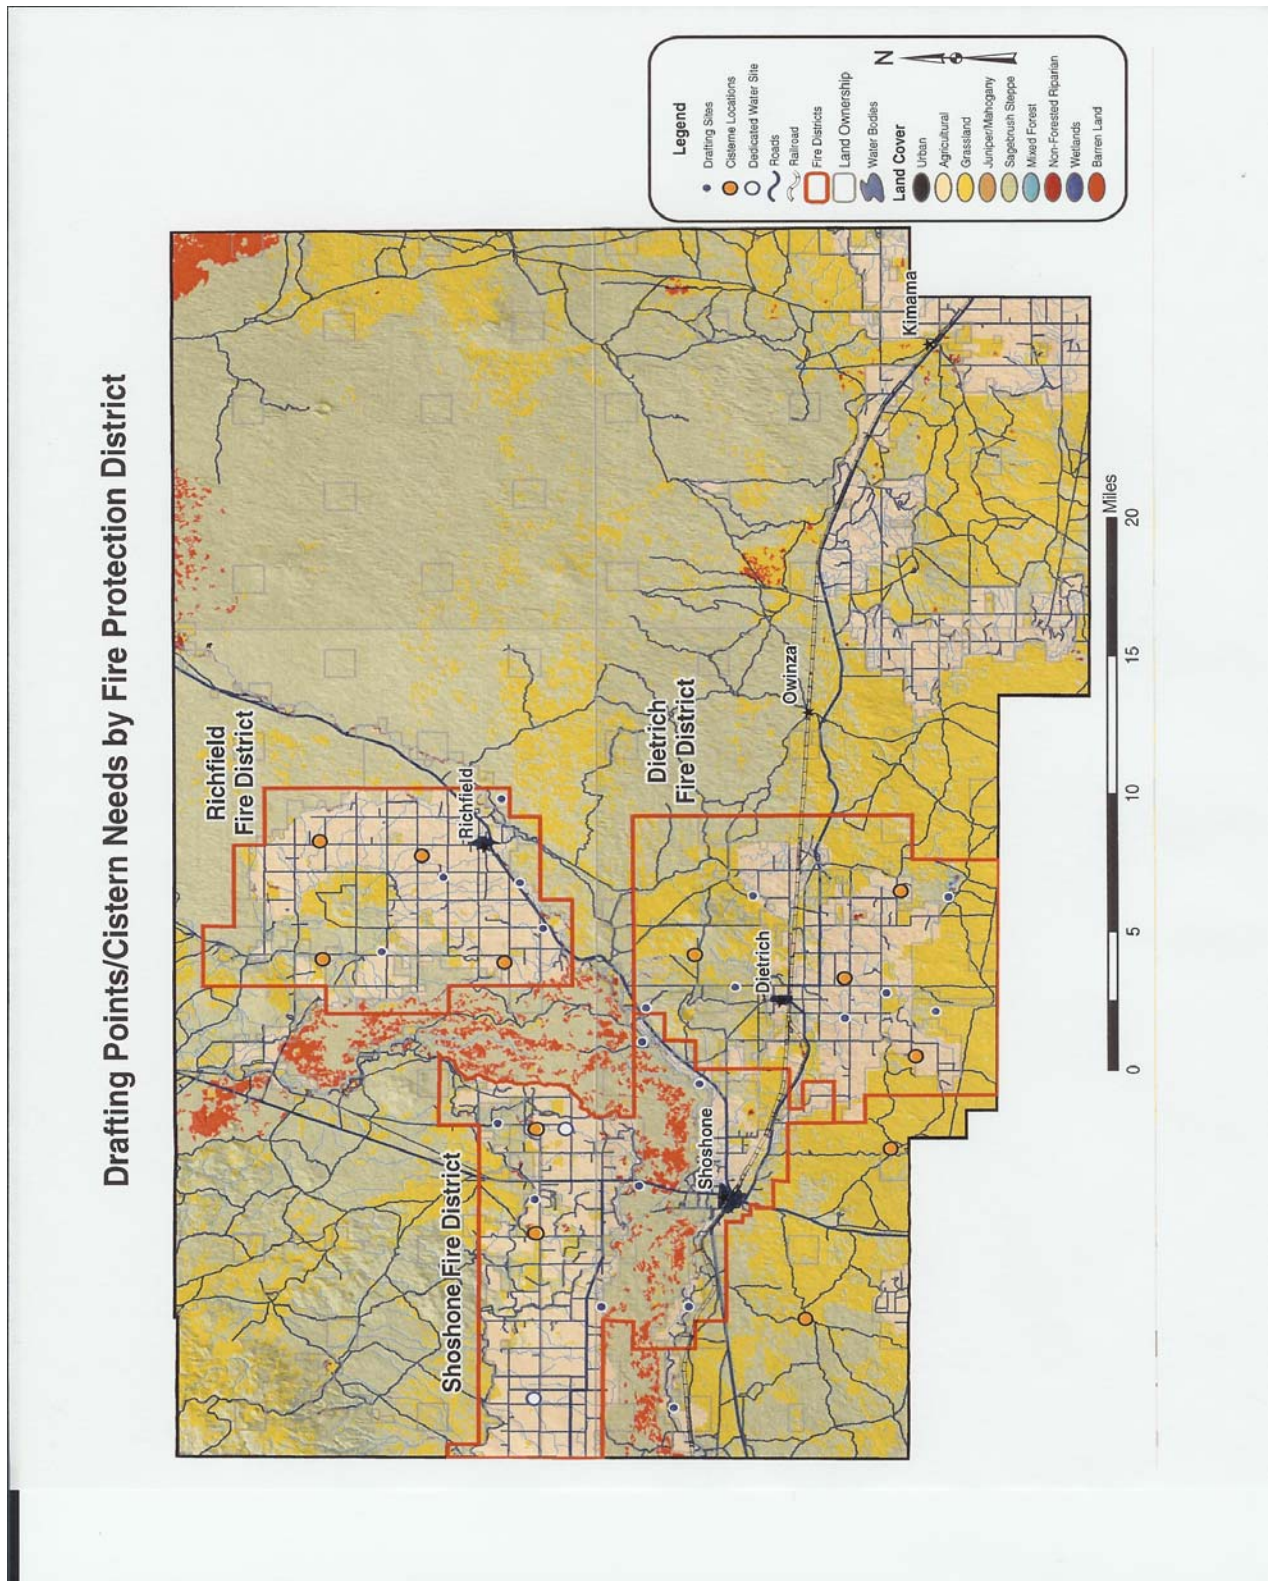 Drafting Points/Cistern Needs by Fire Protection District
Richfield
Fire District
Richfield
Shoshone Fire District
Dietrich
Fire District
Shoshone
Dietrich
Owinza
Kimama
0
5
10
15
20
Miles
Legend
Drafting Sites
Cisterne Locations
Dedicated Water Site
Roads
Railroad
Fire Districts
Land Ownership
Water Bodies
Land Cover
Urban
Agricultural
Grassland
Juniper/Mahogany
Sagebrush Steppe
Mixed Forest
Non-Forested Riparian
Wetlands
Barren Land
N